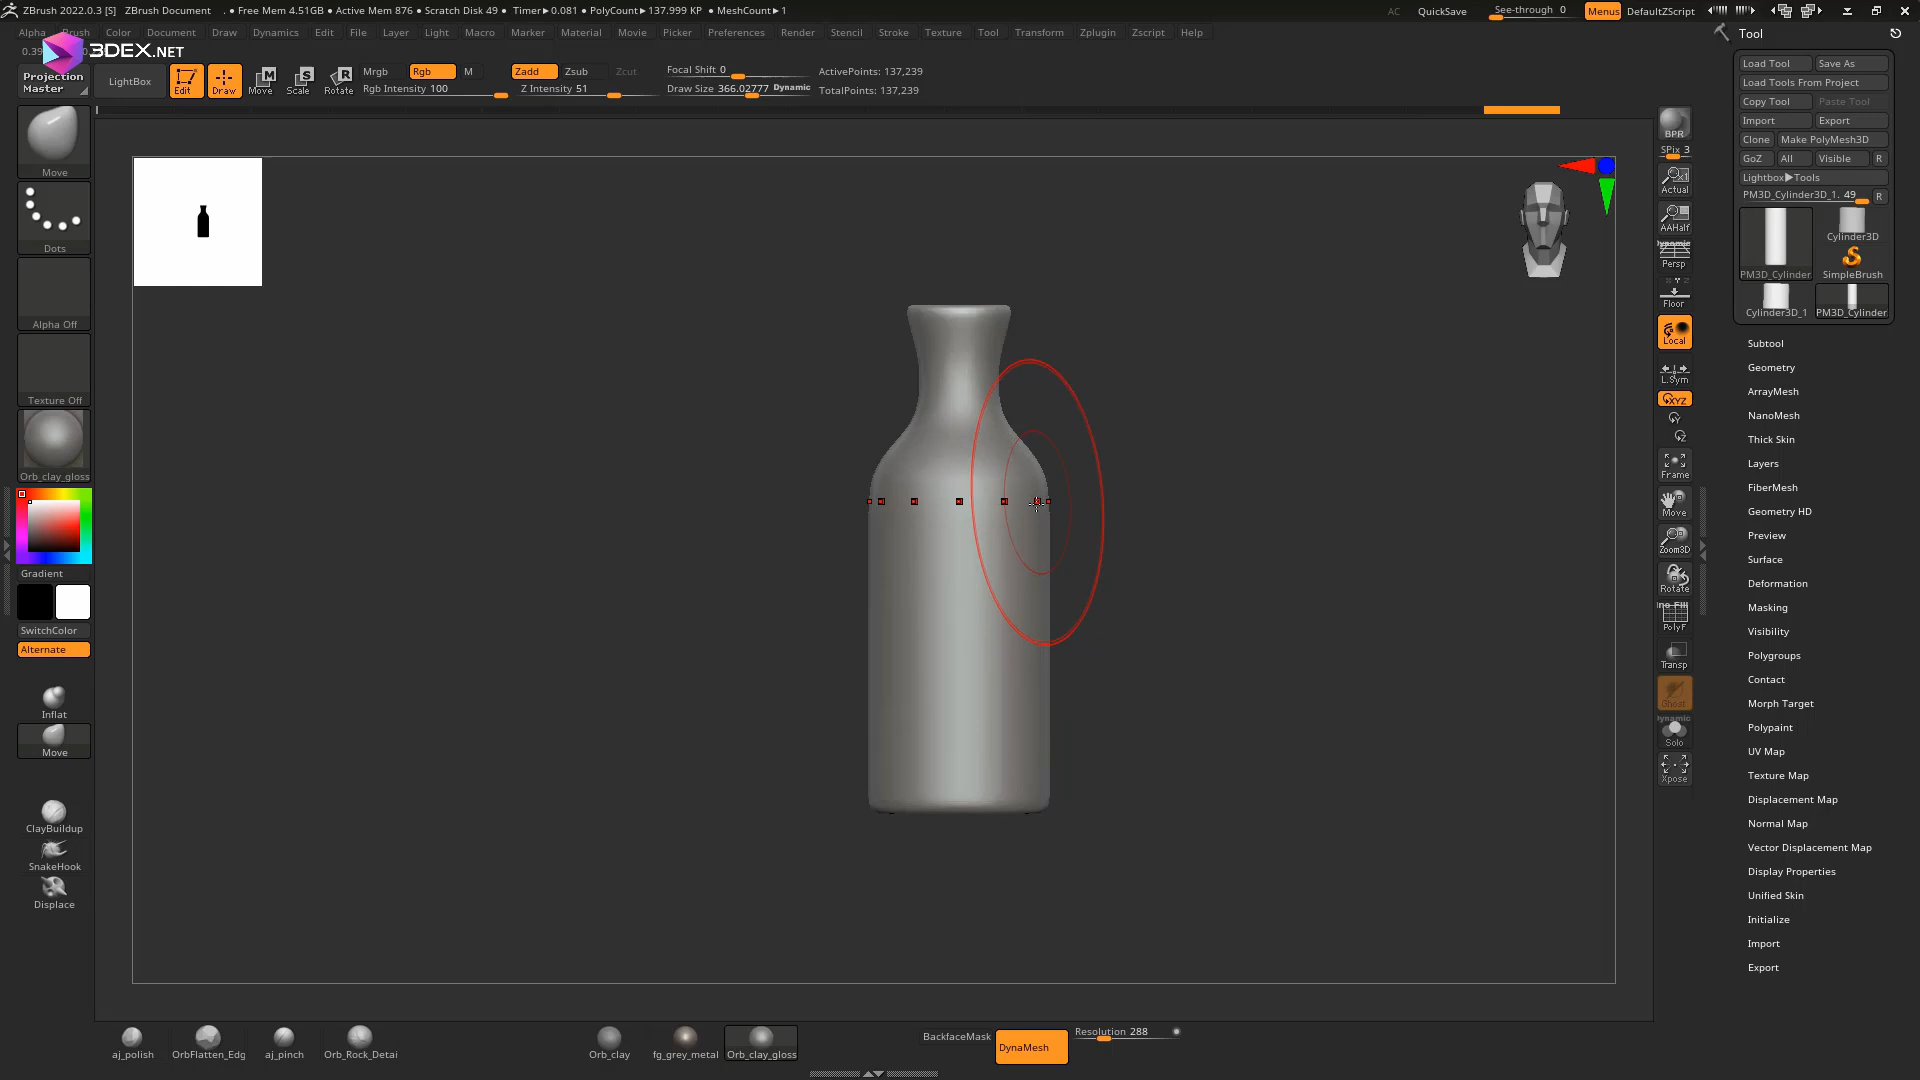 ZBrush 2022.0.3 [S] ZBrush Document . • Free Mem 4.51GB • Active Mem 876 • Scratch Disk 49 • Timer▶0.081 • PolyCount▶137.999 KP • MeshCount▶1 AC QuickSave See-through 0 Menus DefaultZScript
Alpha Brush Color Document Draw Dynamics Edit File Layer Light Macro Marker Material Movie Picker Preferences Render Stencil Stroke Texture Tool Transform Zplugin Zscript Help
3DEX.NET
Projection Master
LightBox
Edit Draw Move Scale Rotate
Mrgb Rgb M
Rgb Intensity 100
Zadd Zsub Zcut
Z Intensity 51
Focal Shift 0
Draw Size 366.02777 Dynamic
ActivePoints: 137,239
TotalPoints: 137,239
Move
Dots
Alpha Off
Texture Off
Orb_clay_gloss
Gradient
SwitchColor
Alternate
Inflat
Move
ClayBuildup
SnakeHook
Displace
BPR
SPix 3
Actual
AAHalf
Dynamic
Persp
Floor
Local
L.Sym
XYZ
Y
Z
Frame
Move
Zoom3D
Rotate
PolyF
Transp
Ghost
Dynamic
Solo
Xpose
Tool
Load Tool Save As
Load Tools From Project
Copy Tool Paste Tool
Import Export
Clone Make PolyMesh3D
GoZ All Visible R
Lightbox▶Tools
PM3D_Cylinder3D_1. 49 R
Cylinder3D
PM3D_Cylinder SimpleBrush
Cylinder3D_1 PM3D_Cylinder
Subtool
Geometry
ArrayMesh
NanoMesh
Thick Skin
Layers
FiberMesh
Geometry HD
Preview
Surface
Deformation
Masking
Visibility
Polygroups
Contact
Morph Target
Polypaint
UV Map
Texture Map
Displacement Map
Normal Map
Vector Displacement Map
Display Properties
Unified Skin
Initialize
Import
Export
aj_polish OrbFlatten_Edg aj_pinch Orb_Rock_Detai Orb_clay fg_grey_metal Orb_clay_gloss
BackfaceMask DynaMesh Resolution 288